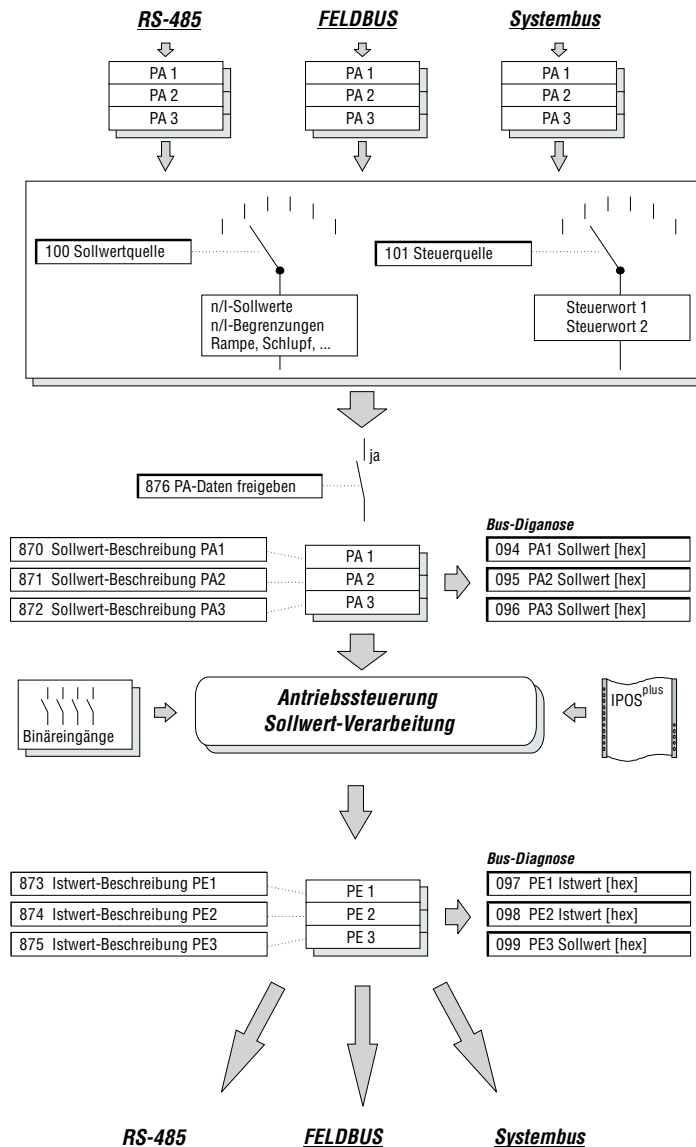 RS-485 FELDBUS Systembus
PA 1 PA 1 PA 1
PA 2 PA 2 PA 2
PA 3 PA 3 PA 3
100 Sollwertquelle 101 Steuerquelle
n/I-Sollwerte
n/I-Begrenzungen
Rampe, Schlupf, ...
Steuerwort 1
Steuerwort 2
ja
876 PA-Daten freigeben
Bus-Diganose
870 Sollwert-Beschreibung PA1 PA 1 094 PA1 Sollwert [hex]
871 Sollwert-Beschreibung PA2 PA 2 095 PA2 Sollwert [hex]
872 Sollwert-Beschreibung PA3 PA 3 096 PA3 Sollwert [hex]
Binäreingänge
Antriebssteuerung
Sollwert-Verarbeitung
IPOSplus
Bus-Diagnose
873 Istwert-Beschreibung PE1 PE 1 097 PE1 Istwert [hex]
874 Istwert-Beschreibung PE2 PE 2 098 PE2 Istwert [hex]
875 Istwert-Beschreibung PE3 PE 3 099 PE3 Sollwert [hex]
RS-485 FELDBUS Systembus